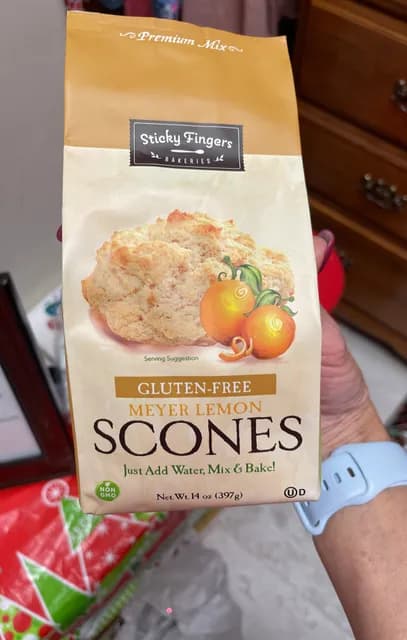 Premium Mix
Sticky Fingers
BAKERIES
Serving Suggestion
GLUTEN-FREE
MEYER LEMON
SCONES
Just Add Water, Mix & Bake!
NON
GMO
Net Wt. 14 oz (397g)
U D